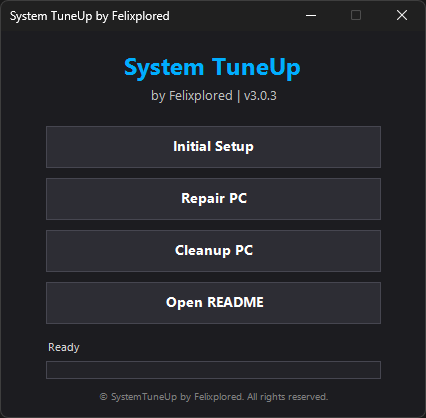 System TuneUp by Felixplored
System TuneUp
by Felixplored | v3.0.3
Initial Setup
Repair PC
Cleanup PC
Open README
Ready
© SystemTuneUp by Felixplored. All rights reserved.